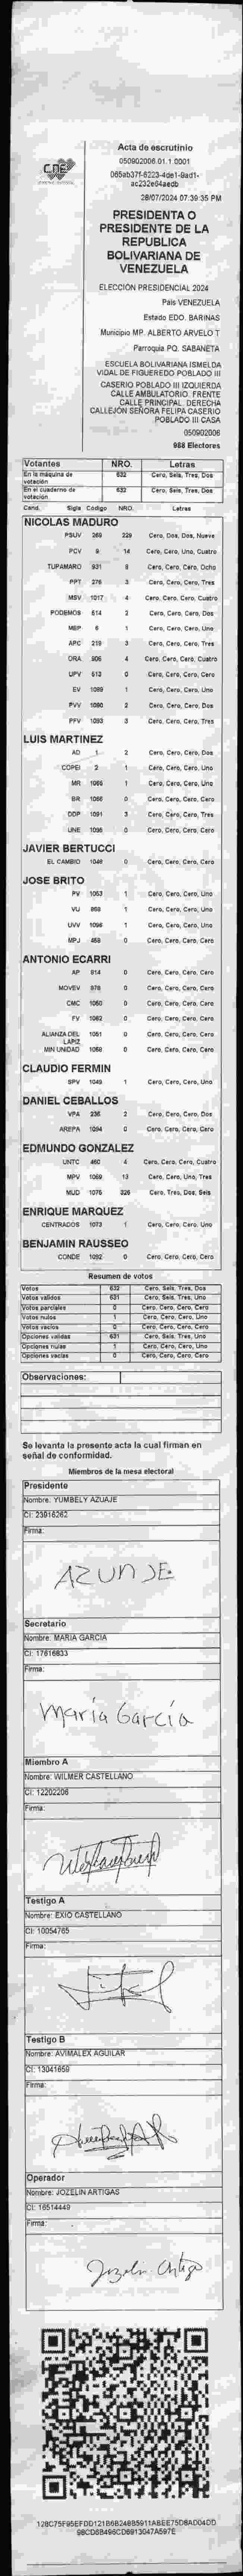 CNE
Acta de escrutinio
050902006.01.1.0001
28/07/2024 07:39:35 PM
PRESIDENTA O
PRESIDENTE DE LA
REPUBLICA
BOLIVARIANA DE
VENEZUELA
ELECCIÓN PRESIDENCIAL 2024
País VENEZUELA
Estado EDO. BARINAS
Municipio MP. ALBERTO ARVELO T
Parroquia PQ. SABANETA
ESCUELA BOLIVARIANA ISMELDA
VIDAL DE FIGUEREDO POBLADO III
CASERIO POBLADO III IZQUIERDA
CALLE AMBULATORIO. FRENTE
CALLE PRINCIPAL. DERECHA
CALLEJÓN SEÑORA FELIPA CASERIO
POBLADO III CASA
050902006
988 Electores
Votantes NRO. Letras
En la máquina de votación 632 Cero, Seis, Tres, Dos
En el cuaderno de votación 632 Cero, Seis, Tres, Dos
Cand. Sigla Código NRO. Letras
NICOLAS MADURO
PSUV 269 229 Cero, Dos, Dos, Nueve
PCV 9 14 Cero, Cero, Uno, Cuatro
TUPAMARO 931 8 Cero, Cero, Cero, Ocho
PPT 276 3 Cero, Cero, Cero, Tres
MSV 1017 4 Cero, Cero, Cero, Cuatro
PODEMOS 514 2 Cero, Cero, Cero, Dos
MEP 6 1 Cero, Cero, Cero, Uno
APC 219 3 Cero, Cero, Cero, Tres
ORA 906 4 Cero, Cero, Cero, Cuatro
UPV 512 0 Cero, Cero, Cero, Cero
EV 1089 1 Cero, Cero, Cero, Uno
PVV 1090 2 Cero, Cero, Cero, Dos
PFV 1093 3 Cero, Cero, Cero, Tres
LUIS MARTINEZ
AD 1 2 Cero, Cero, Cero, Dos
COPEI 2 1 Cero, Cero, Cero, Uno
MR 1065 1 Cero, Cero, Cero, Uno
BR 1066 0 Cero, Cero, Cero, Cero
DDP 1091 3 Cero, Cero, Cero, Tres
UNE 1095 0 Cero, Cero, Cero, Cero
JAVIER BERTUCCI
EL CAMBIO 1048 0 Cero, Cero, Cero, Cero
JOSE BRITO
PV 1053 1 Cero, Cero, Cero, Uno
VU 959 1 Cero, Cero, Cero, Uno
UVV 1096 1 Cero, Cero, Cero, Uno
MPJ 458 0 Cero, Cero, Cero, Cero
ANTONIO ECARRI
AP 914 0 Cero, Cero, Cero, Cero
MOVEV 978 0 Cero, Cero, Cero, Cero
CMC 1050 0 Cero, Cero, Cero, Cero
FV 1062 0 Cero, Cero, Cero, Cero
ALIANZA DEL LAPIZ 1051 0 Cero, Cero, Cero, Cero
MIN UNIDAD 1058 0 Cero, Cero, Cero, Cero
CLAUDIO FERMIN
SPV 1049 1 Cero, Cero, Cero, Uno
DANIEL CEBALLOS
VPA 236 2 Cero, Cero, Cero, Dos
AREPA 1094 0 Cero, Cero, Cero, Cero
EDMUNDO GONZALEZ
UNTC 460 4 Cero, Cero, Cero, Cuatro
MPV 1069 13 Cero, Cero, Uno, Tres
MUD 1075 326 Cero, Tres, Dos, Seis
ENRIQUE MARQUEZ
CENTRADOS 1073 1 Cero, Cero, Cero, Uno
BENJAMIN RAUSSEO
CONDE 1092 0 Cero, Cero, Cero, Cero
Resumen de votos
Votos 632 Cero, Seis, Tres, Dos
Votos validos 631 Cero, Seis, Tres, Uno
Votos parciales 0 Cero, Cero, Cero, Cero
Votos nulos 1 Cero, Cero, Cero, Uno
Votos vacíos 0 Cero, Cero, Cero, Cero
Opciones validas 631 Cero, Seis, Tres, Uno
Opciones nulas 1 Cero, Cero, Cero, Uno
Opciones vacías 0 Cero, Cero, Cero, Cero
Observaciones:
Se levanta la presente acta la cual firman en
señal de conformidad.
Miembros de la mesa electoral
Presidente
Nombre: YUMBELY AZUAJE
CI: 23916262
Firma:
AZUAJE
Secretario
Nombre: MARIA GARCIA
CI: 17616833
Firma:
María García
Miembro A
Nombre: WILMER CASTELLANO
CI: 12202206
Firma:
Testigo A
Nombre: EXIO CASTELLANO
CI: 10054765
Firma:
Testigo B
Nombre: AVIMALEX AGUILAR
CI: 13041659
Firma:
Operador
Nombre: JOZELIN ARTIGAS
CI: 16514449
Firma:
Jozelin Artigas